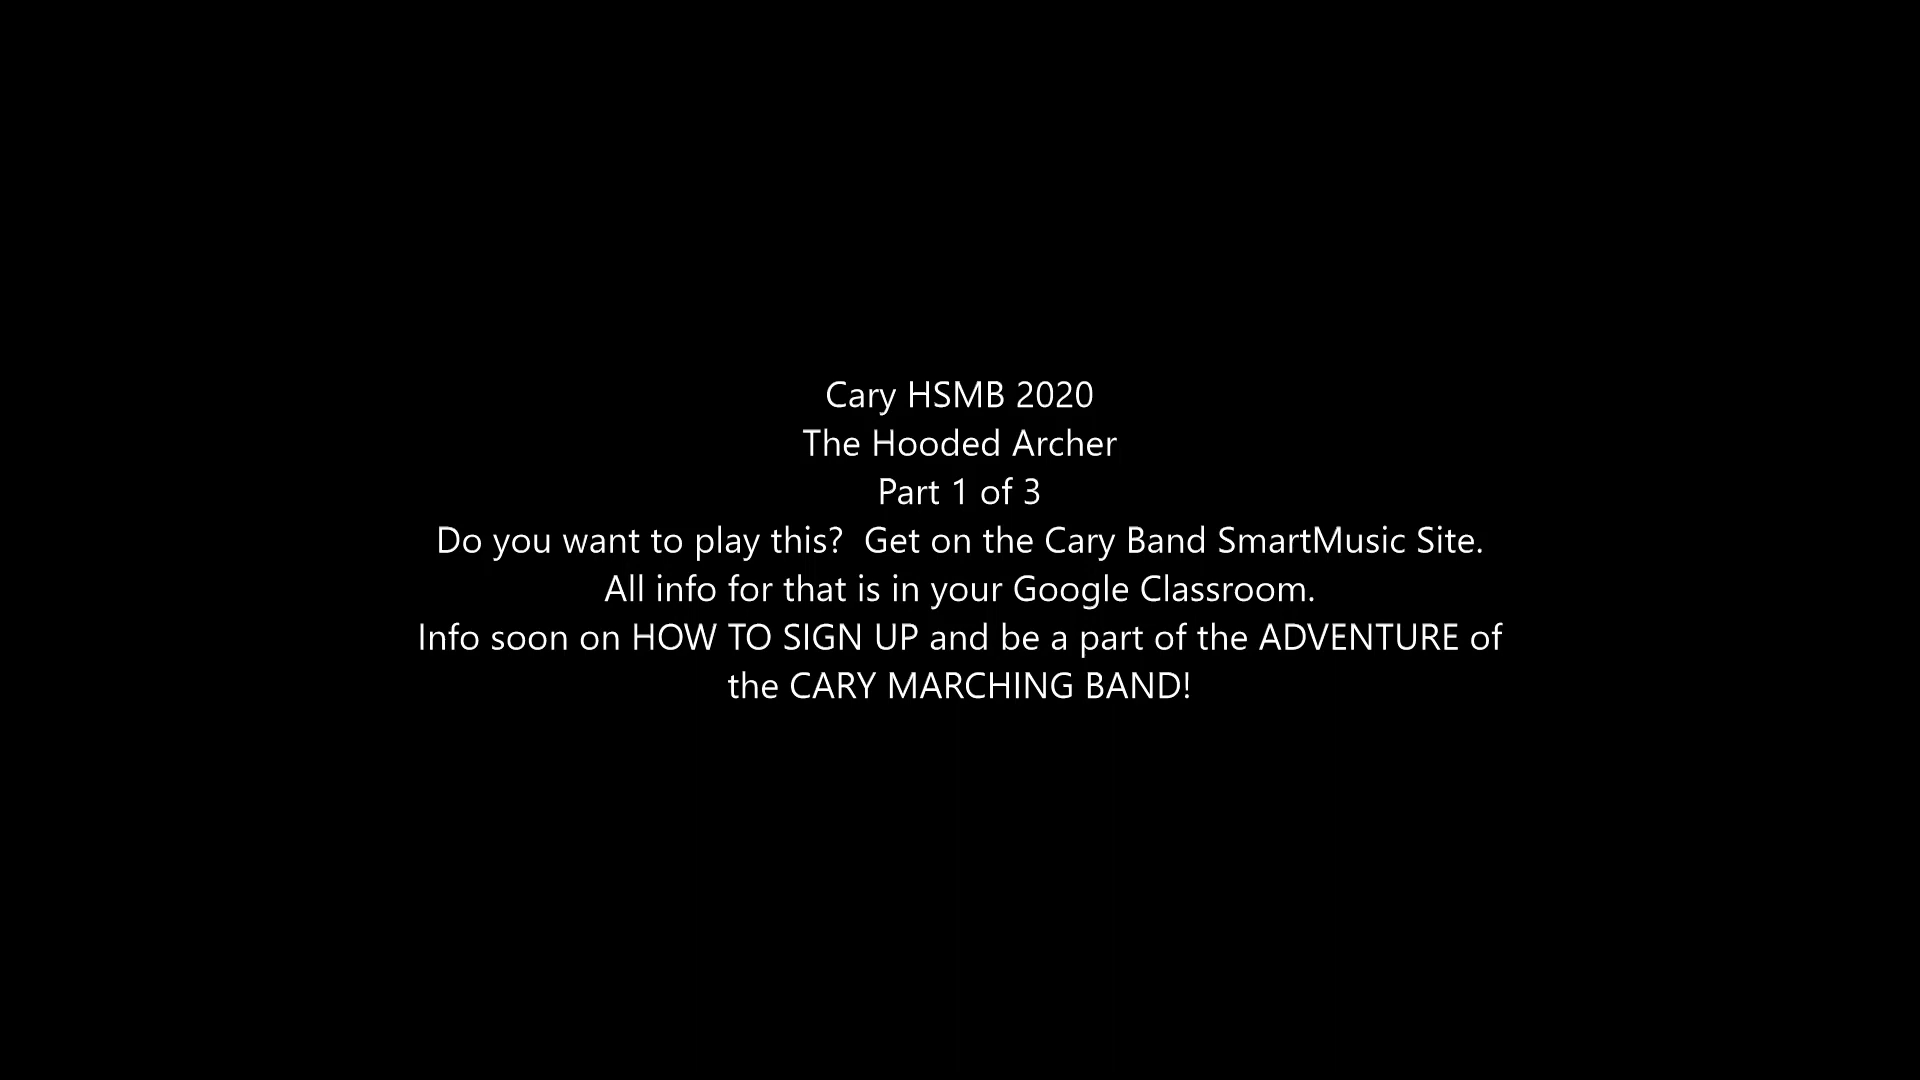 Cary HSMB 2020
The Hooded Archer
Part 1 of 3
Do you want to play this?  Get on the Cary Band SmartMusic Site.
All info for that is in your Google Classroom.
Info soon on HOW TO SIGN UP and be a part of the ADVENTURE of
the CARY MARCHING BAND!